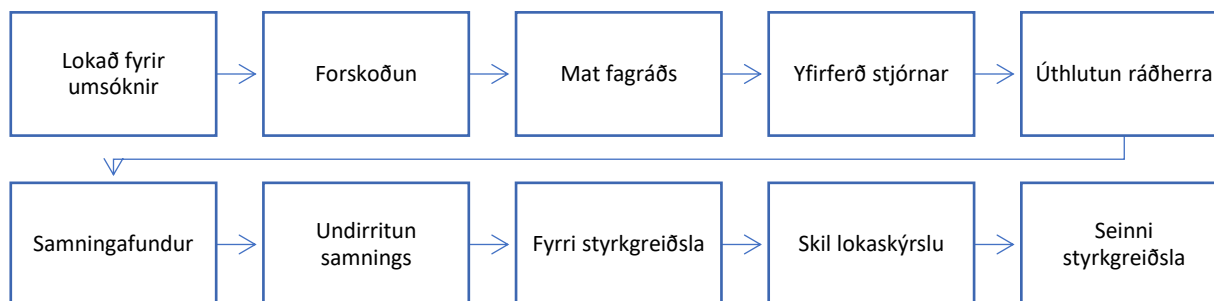 Lokað fyrir
umsóknir
Forskoðun
Mat fagráðs
Yfirferð stjórnar
Úthlutun ráðherra
Samningafundur
Undirritun
samnings
Fyrri styrkgreiðsla
Skil lokaskýrslu
Seinni
styrkgreiðsla